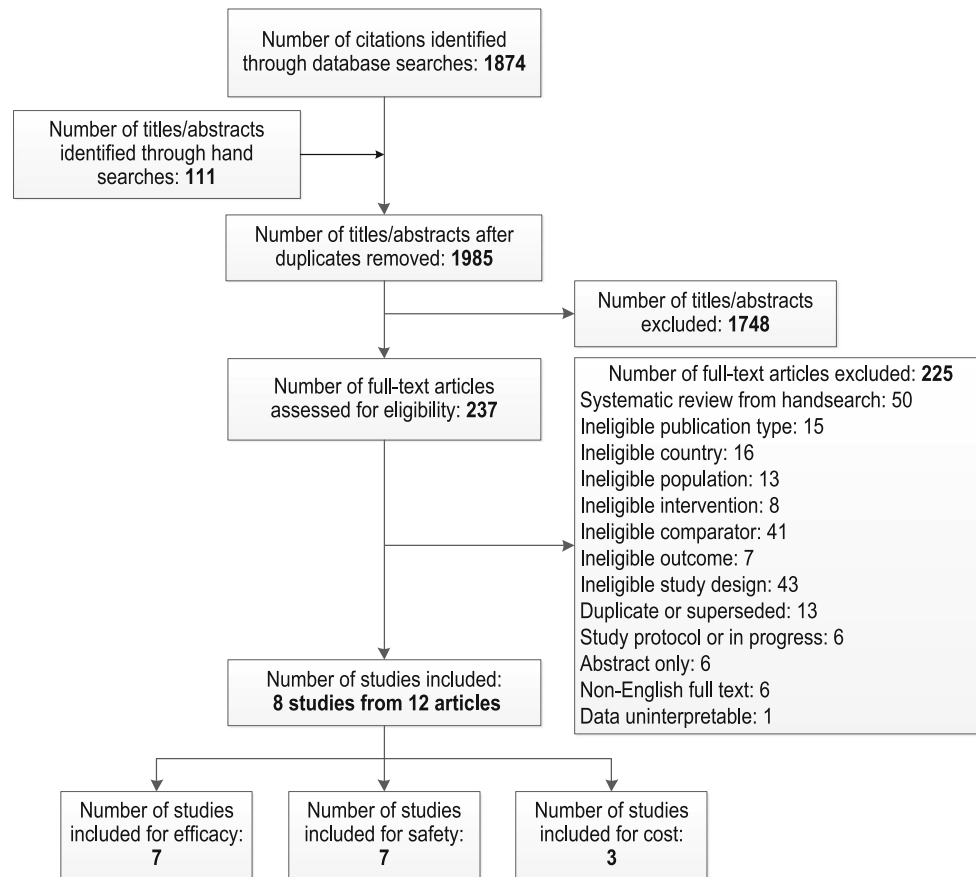 Number of citations identified
through database searches: 1874
Number of titles/abstracts
identified through hand
searches: 111
Number of titles/abstracts after
duplicates removed: 1985
Number of titles/abstracts
excluded: 1748
Number of full-text articles
assessed for eligibility: 237
Number of full-text articles excluded: 225
Systematic review from handsearch: 50
Ineligible publication type: 15
Ineligible country: 16
Ineligible population: 13
Ineligible intervention: 8
Ineligible comparator: 41
Ineligible outcome: 7
Ineligible study design: 43
Duplicate or superseded: 13
Study protocol or in progress: 6
Abstract only: 6
Non-English full text: 6
Data uninterpretable: 1
Number of studies included:
8 studies from 12 articles
Number of studies
included for efficacy:
7
Number of studies
included for safety:
7
Number of studies
included for cost:
3